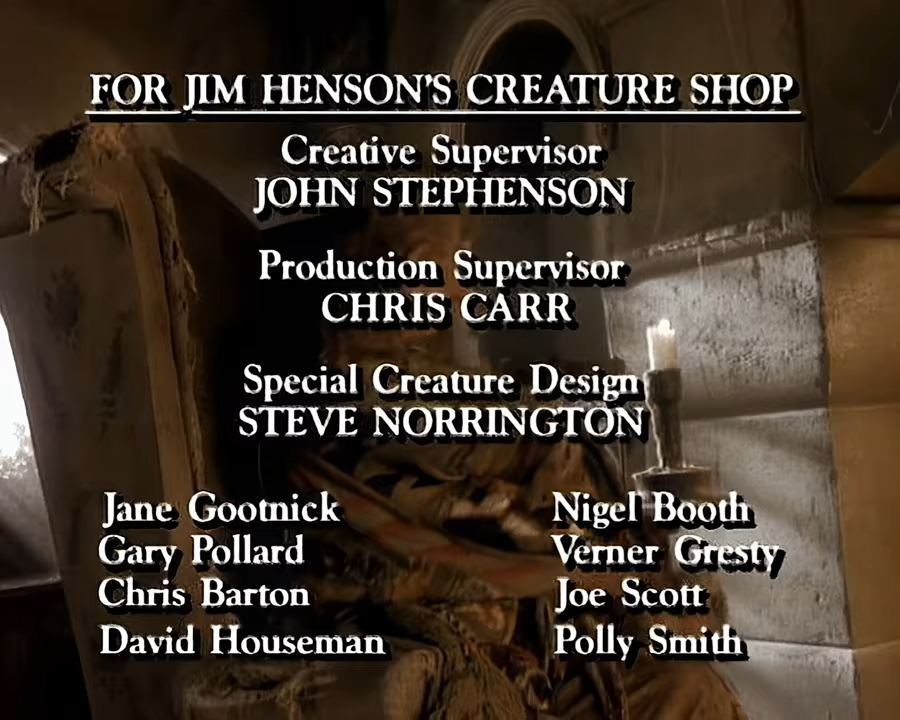 FOR JIM HENSON'S CREATURE SHOP
Creative Supervisor
JOHN STEPHENSON
Production Supervisor
CHRIS CARR
Special Creature Design
STEVE NORRINGTON
Jane Gootnick Nigel Booth
Gary Pollard Verner Gresty
Chris Barton Joe Scott
David Houseman Polly Smith